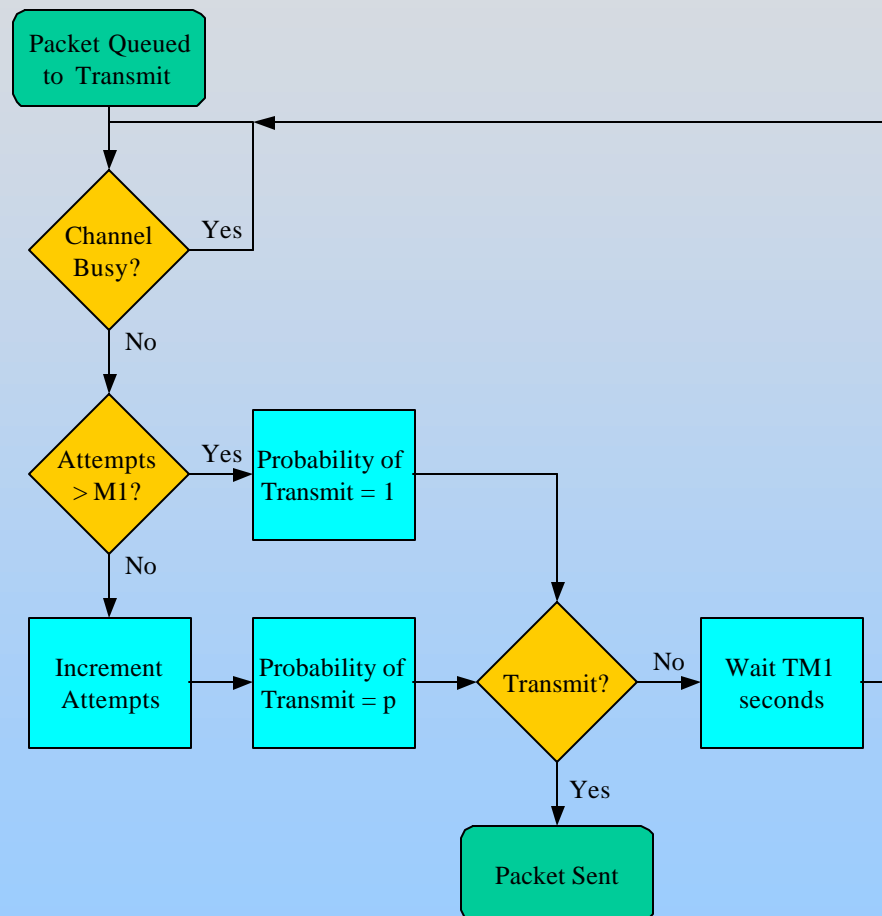 Packet Queued
to Transmit
Channel
Busy?
Yes
No
Attempts
> M1?
Yes
Probability of
Transmit = 1
No
Increment
Attempts
Probability of
Transmit = p
Transmit?
No
Wait TM1
seconds
Yes
Packet Sent